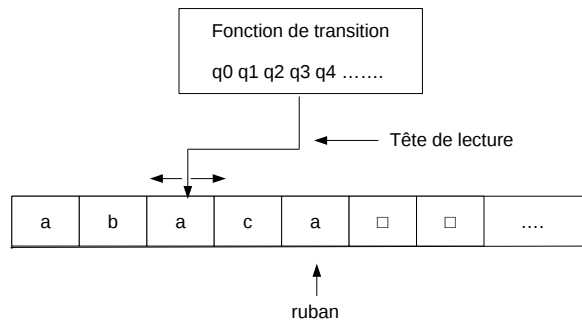 Fonction de transition
q0 q1 q2 q3 q4 …….
Tête de lecture
a b a c a □ □ ….
ruban